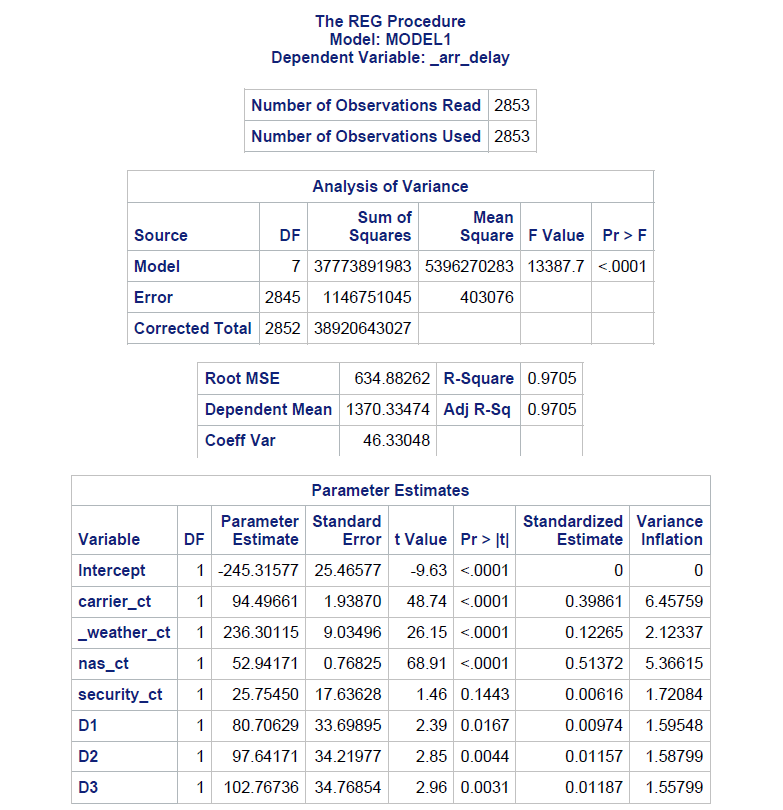 The REG Procedure
Model: MODEL1
Dependent Variable: _arr_delay
Number of Observations Read 2853
Number of Observations Used 2853
Analysis of Variance
Source DF Sum of Squares Mean Square F Value Pr > F
Model 7 37773891983 5396270283 13387.7 <.0001
Error 2845 1146751045 403076
Corrected Total 2852 38920643027
Root MSE 634.88262 R-Square 0.9705
Dependent Mean 1370.33474 Adj R-Sq 0.9705
Coeff Var 46.33048
Parameter Estimates
Variable DF Parameter Estimate Standard Error t Value Pr > |t| Standardized Estimate Variance Inflation
Intercept 1 -245.31577 25.46577 -9.63 <.0001 0 0
carrier_ct 1 94.49661 1.93870 48.74 <.0001 0.39861 6.45759
_weather_ct 1 236.30115 9.03496 26.15 <.0001 0.12265 2.12337
nas_ct 1 52.94171 0.76825 68.91 <.0001 0.51372 5.36615
security_ct 1 25.75450 17.63628 1.46 0.1443 0.00616 1.72084
D1 1 80.70629 33.69895 2.39 0.0167 0.00974 1.59548
D2 1 97.64171 34.21977 2.85 0.0044 0.01157 1.58799
D3 1 102.76736 34.76854 2.96 0.0031 0.01187 1.55799